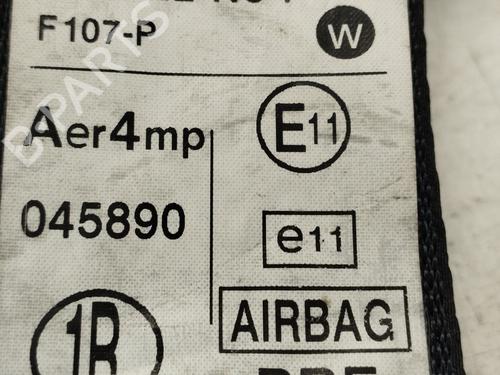 F107-P
W
Aer4mp
E11
045890
e11
AIRBAG
1R
B-PARTS